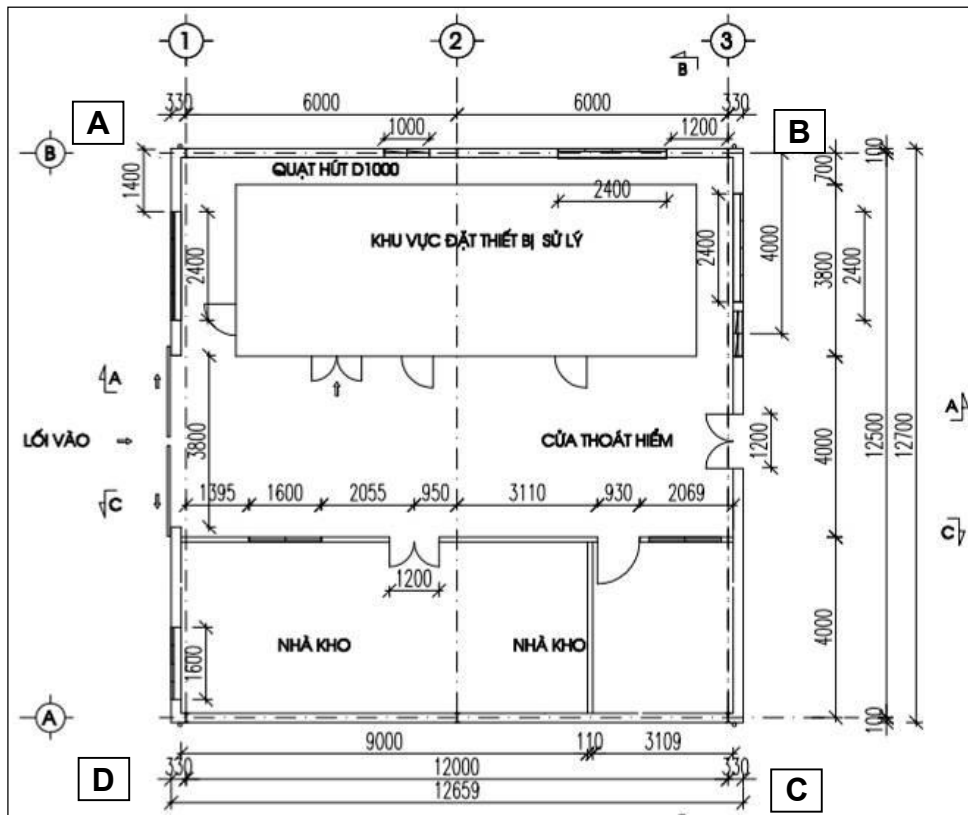 1 2 3
B
330 6000 6000 330
A B
1000 1200
B
QUẠT HÚT D1000
1400 700 100
2400
KHU VỰC ĐẶT THIẾT BỊ SỬ LÝ
2400 2400 4000 3800 2400
A A
LỐI VÀO 3800 CỬA THOÁT HIỂM 1200 4000 12500 12700
1395 1600 2055 950 3110 930 2069
C C
1200
NHÀ KHO NHÀ KHO
1600 4000
A 100
9000 110 3109
D 330 12000 330 C
12659